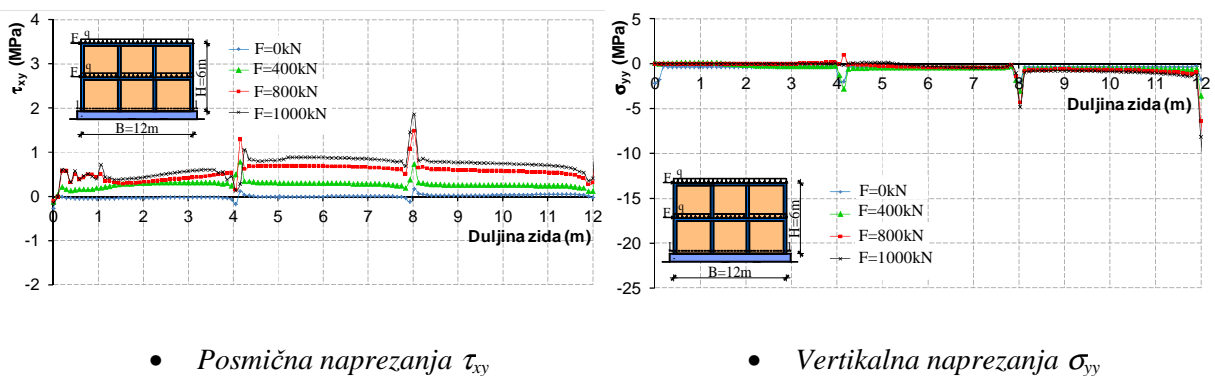 τxy (MPa)
4
3
2
1
0
-1
-2
0 1 2 3 4 5 6 7 8 9 10 11 12
Duljina zida (m)
F q
F q
H=6m
B=12m
F=0kN
F=400kN
F=800kN
F=1000kN
• Posmična naprezanja τxy
σyy (MPa)
5
0
-5
-10
-15
-20
-25
0 1 2 3 4 5 6 7 8 9 10 11 12
Duljina zida (m)
F q
F q
H=6m
B=12m
F=0kN
F=400kN
F=800kN
F=1000kN
• Vertikalna naprezanja σyy